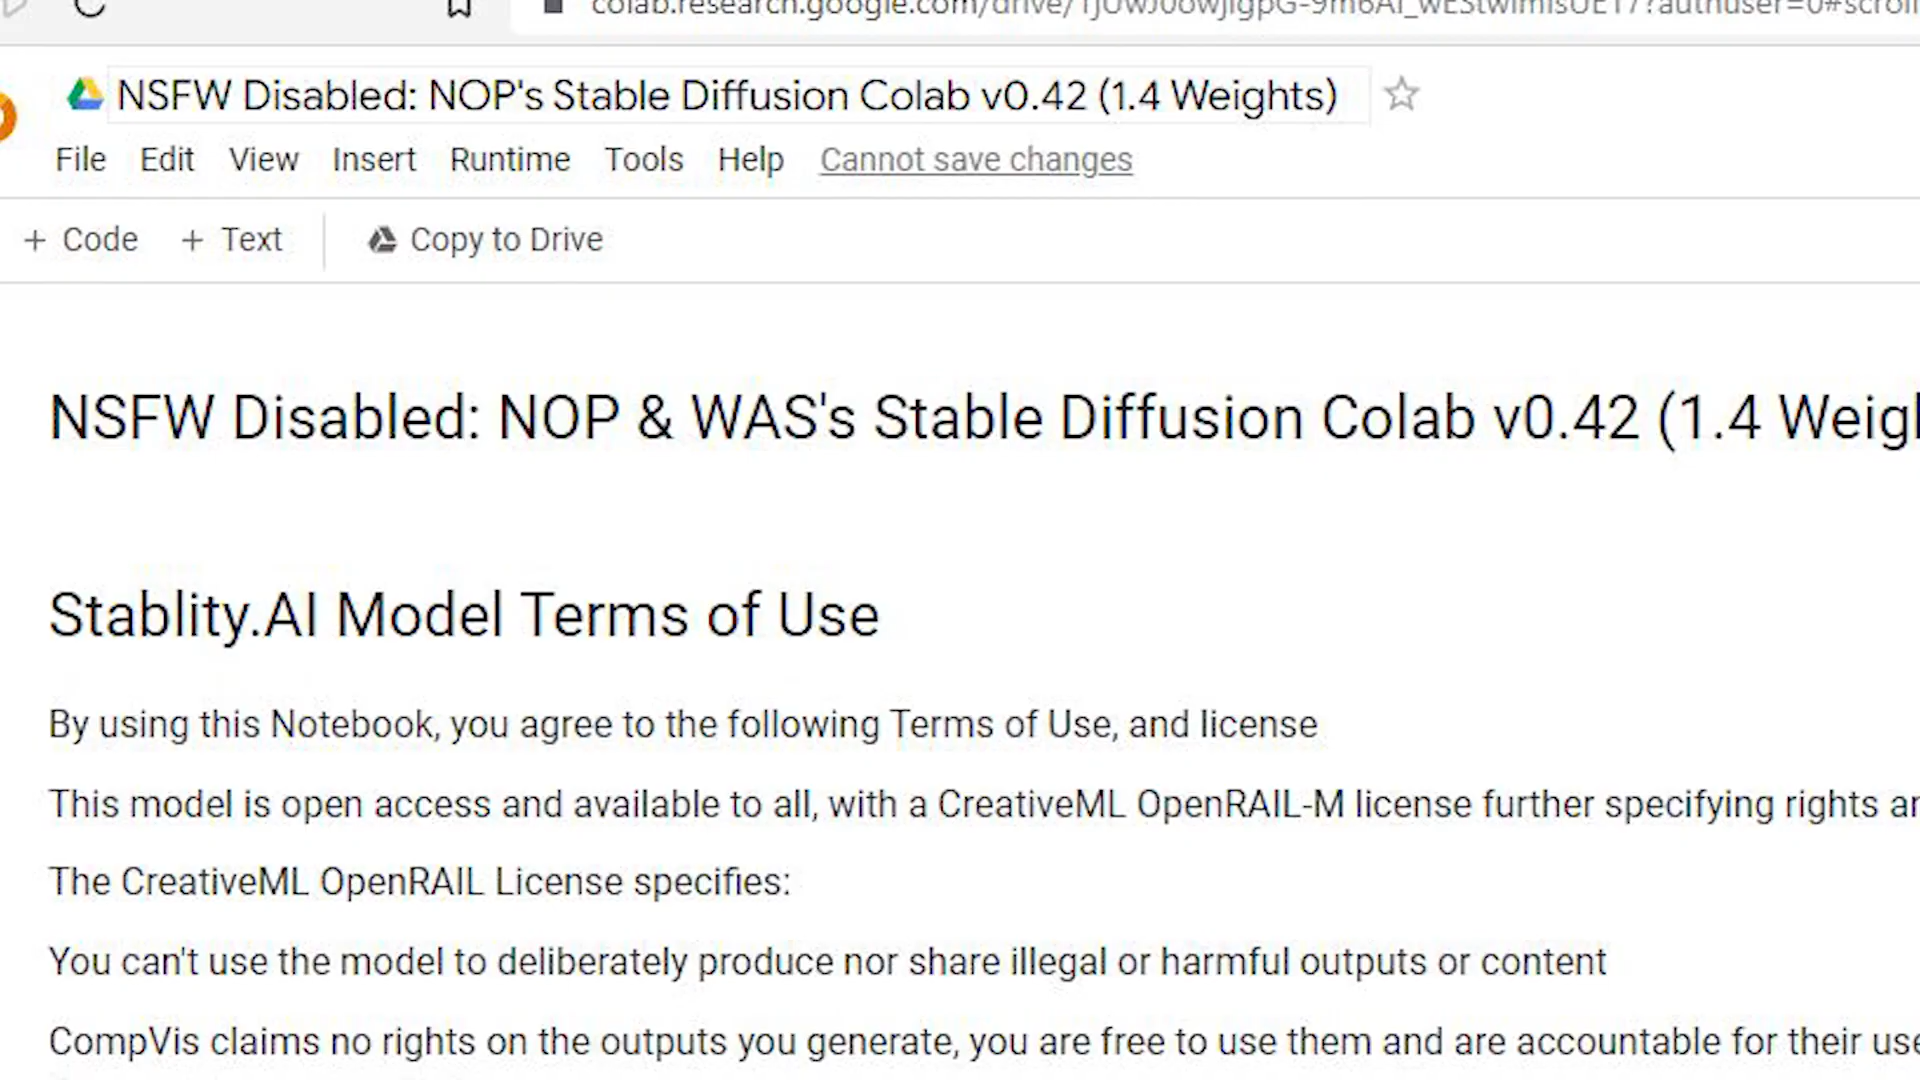 NSFW Disabled: NOP's Stable Diffusion Colab v0.42 (1.4 Weights)
File Edit View Insert Runtime Tools Help Cannot save changes
+ Code + Text Copy to Drive
NSFW Disabled: NOP & WAS's Stable Diffusion Colab v0.42 (1.4
Stablity.AI Model Terms of Use
By using this Notebook, you agree to the following Terms of Use, and license
This model is open access and available to all, with a CreativeML OpenRAIL-M license further specifying rights
The CreativeML OpenRAIL License specifies:
You can't use the model to deliberately produce nor share illegal or harmful outputs or content
CompVis claims no rights on the outputs you generate, you are free to use them and are accountable for their